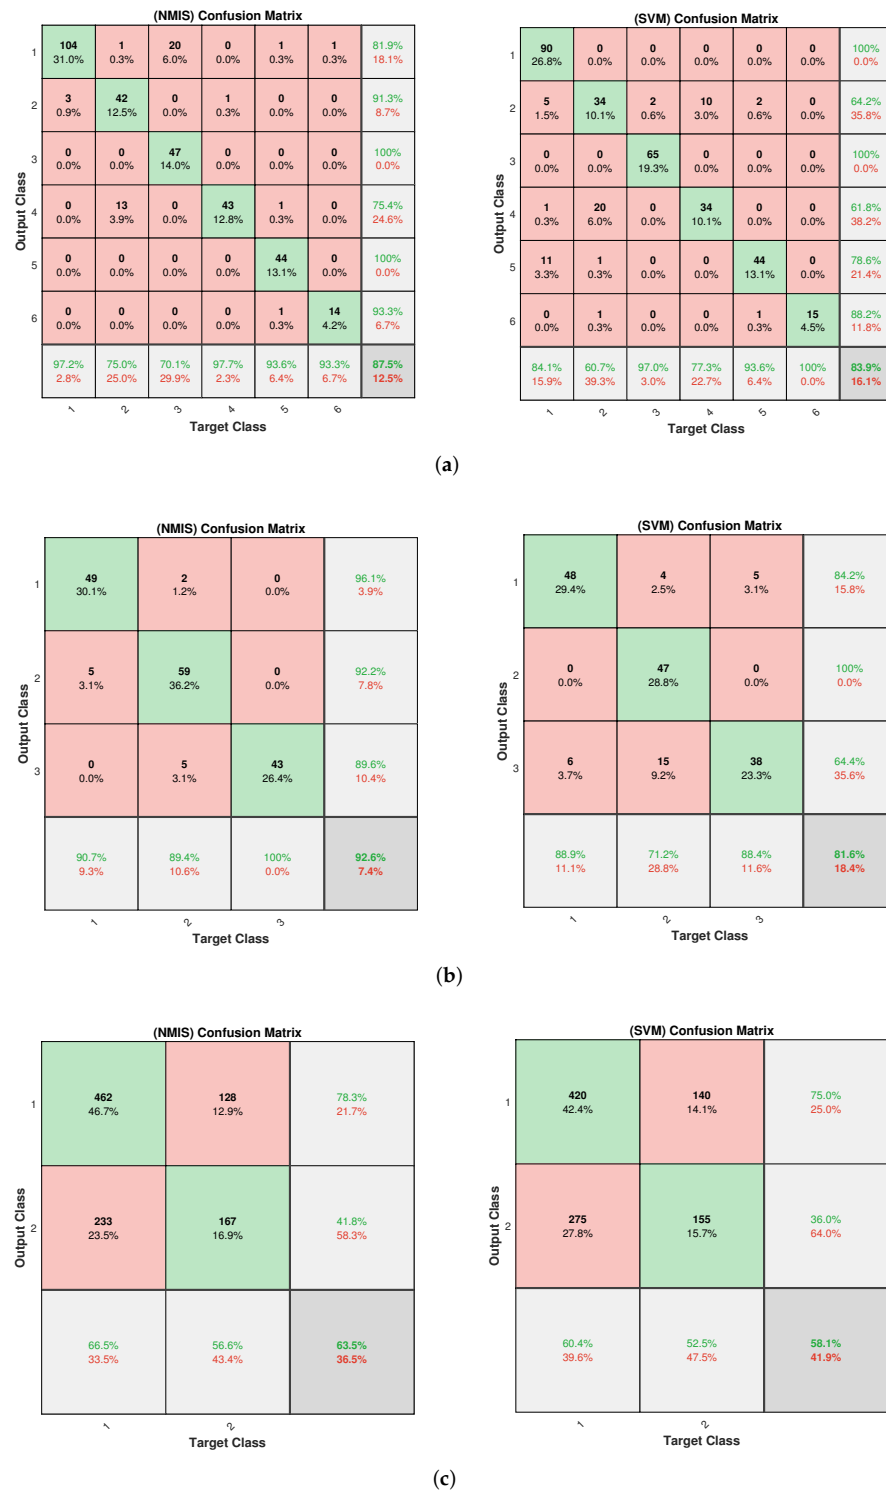 (NMIS) Confusion Matrix
1 104 1 20 0 1 1 81.9%
31.0% 0.3% 6.0% 0.0% 0.3% 0.3% 18.1%
2 3 42 0 1 0 0 91.3%
0.9% 12.5% 0.0% 0.3% 0.0% 0.0% 8.7%
3 0 0 47 0 0 0 100%
0.0% 0.0% 14.0% 0.0% 0.0% 0.0% 0.0%
4 0 13 0 43 1 0 75.4%
0.0% 3.9% 0.0% 12.8% 0.3% 0.0% 24.6%
5 0 0 0 0 44 0 100%
0.0% 0.0% 0.0% 0.0% 13.1% 0.0% 0.0%
6 0 0 0 0 1 14 93.3%
0.0% 0.0% 0.0% 0.0% 0.3% 4.2% 6.7%
97.2% 75.0% 70.1% 97.7% 93.6% 93.3% 87.5%
2.8% 25.0% 29.9% 2.3% 6.4% 6.7% 12.5%
1 2 3 4 5 6
Target Class
Output Class
(SVM) Confusion Matrix
1 90 0 0 0 0 0 100%
26.8% 0.0% 0.0% 0.0% 0.0% 0.0% 0.0%
2 5 34 2 10 2 0 64.2%
1.5% 10.1% 0.6% 3.0% 0.6% 0.0% 35.8%
3 0 0 65 0 0 0 100%
0.0% 0.0% 19.3% 0.0% 0.0% 0.0% 0.0%
4 1 20 0 34 0 0 61.8%
0.3% 6.0% 0.0% 10.1% 0.0% 0.0% 38.2%
5 11 1 0 0 44 0 78.6%
3.3% 0.3% 0.0% 0.0% 13.1% 0.0% 21.4%
6 0 1 0 0 1 15 88.2%
0.0% 0.3% 0.0% 0.0% 0.3% 4.5% 11.8%
84.1% 60.7% 97.0% 77.3% 93.6% 100% 83.9%
15.9% 39.3% 3.0% 22.7% 6.4% 0.0% 16.1%
1 2 3 4 5 6
Target Class
Output Class
(a)
(NMIS) Confusion Matrix
1 49 2 0 96.1%
30.1% 1.2% 0.0% 3.9%
2 5 59 0 92.2%
3.1% 36.2% 0.0% 7.8%
3 0 5 43 89.6%
0.0% 3.1% 26.4% 10.4%
90.7% 89.4% 100% 92.6%
9.3% 10.6% 0.0% 7.4%
1 2 3
Target Class
Output Class
(SVM) Confusion Matrix
1 48 4 5 84.2%
29.4% 2.5% 3.1% 15.8%
2 0 47 0 100%
0.0% 28.8% 0.0% 0.0%
3 6 15 38 64.4%
3.7% 9.2% 23.3% 35.6%
88.9% 71.2% 88.4% 81.6%
11.1% 28.8% 11.6% 18.4%
1 2 3
Target Class
Output Class
(b)
(NMIS) Confusion Matrix
1 462 128 78.3%
46.7% 12.9% 21.7%
2 233 167 41.8%
23.5% 16.9% 58.3%
66.5% 56.6% 63.5%
33.5% 43.4% 36.5%
1 2
Target Class
Output Class
(SVM) Confusion Matrix
1 420 140 75.0%
42.4% 14.1% 25.0%
2 275 155 36.0%
27.8% 15.7% 64.0%
60.4% 52.5% 58.1%
39.6% 47.5% 41.9%
1 2
Target Class
Output Class
(c)